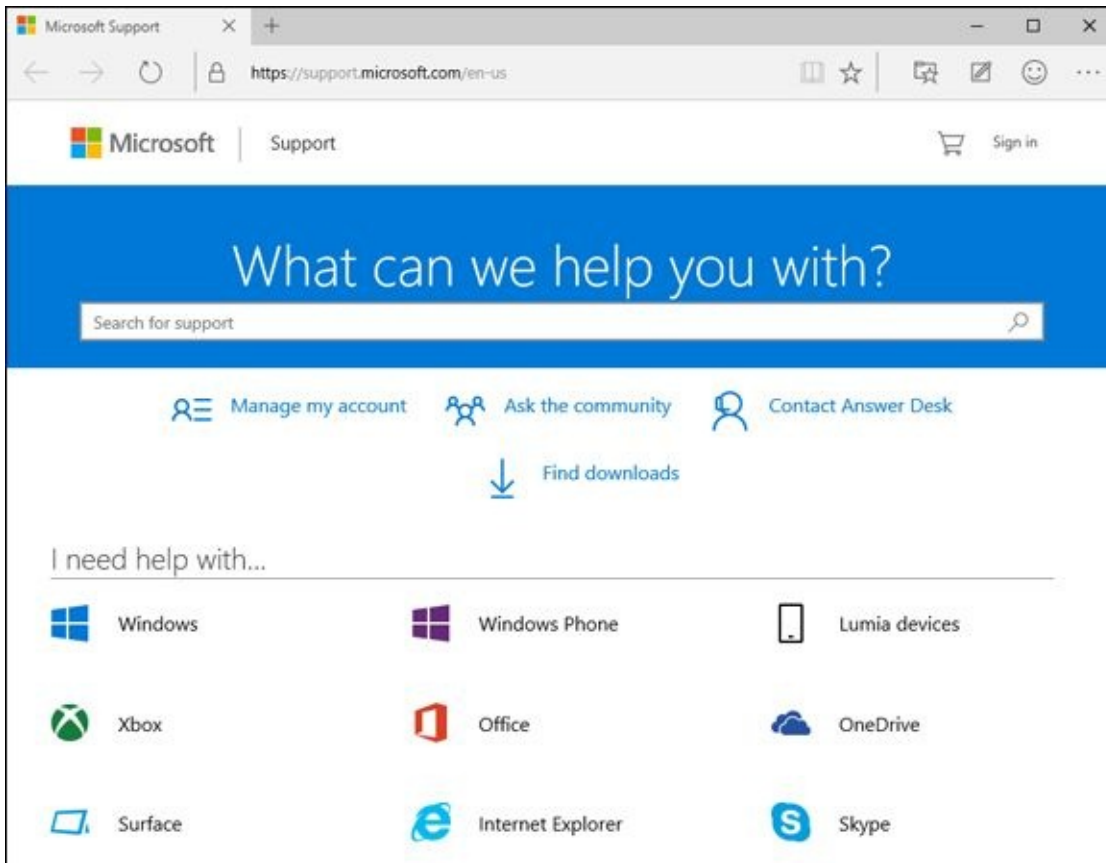 Microsoft Support
https://support.microsoft.com/en-us
Microsoft Support Sign in
What can we help you with?
Search for support
Manage my account Ask the community Contact Answer Desk
Find downloads
I need help with...
Windows Windows Phone Lumia devices
Xbox Office OneDrive
Surface Internet Explorer Skype